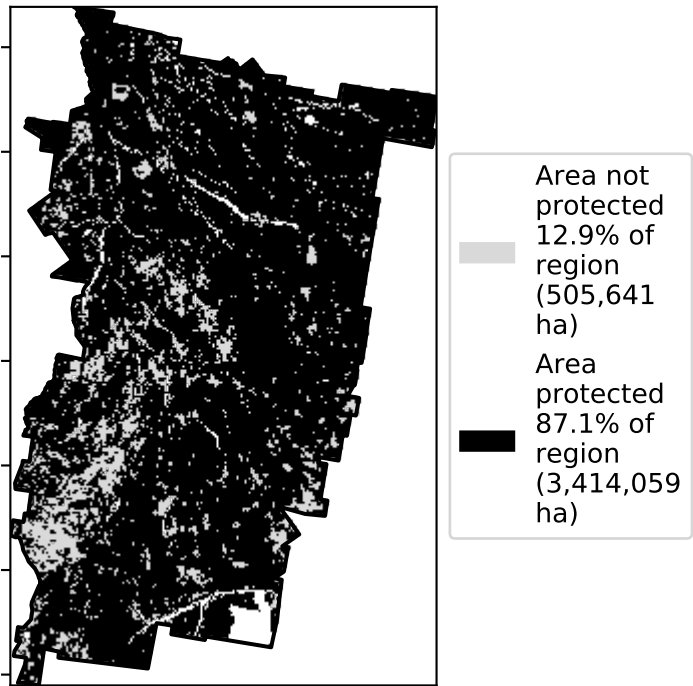 Area not
protected
12.9% of
region
(505,641
ha)
Area
protected
87.1% of
region
(3,414,059
ha)